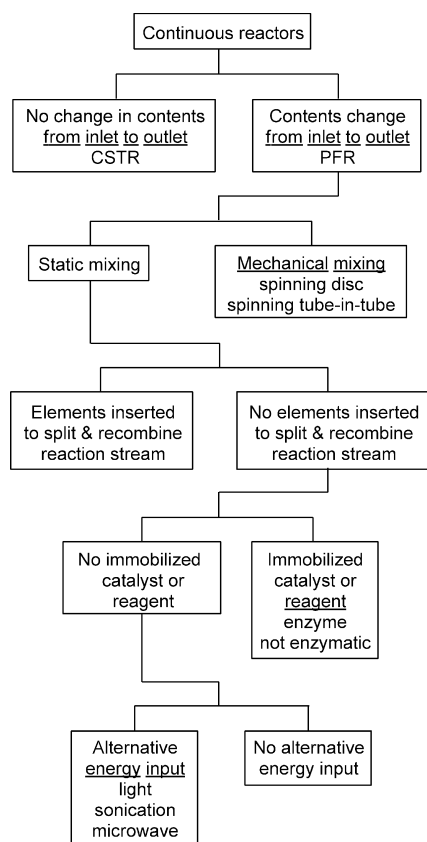 Continuous reactors
No change in contents
from inlet to outlet
CSTR
Contents change
from inlet to outlet
PFR
Static mixing
Mechanical mixing
spinning disc
spinning tube-in-tube
Elements inserted
to split & recombine
reaction stream
No elements inserted
to split & recombine
reaction stream
No immobilized
catalyst or
reagent
Immobilized
catalyst or
reagent
enzyme
not enzymatic
Alternative
energy input
light
sonication
microwave
No alternative
energy input